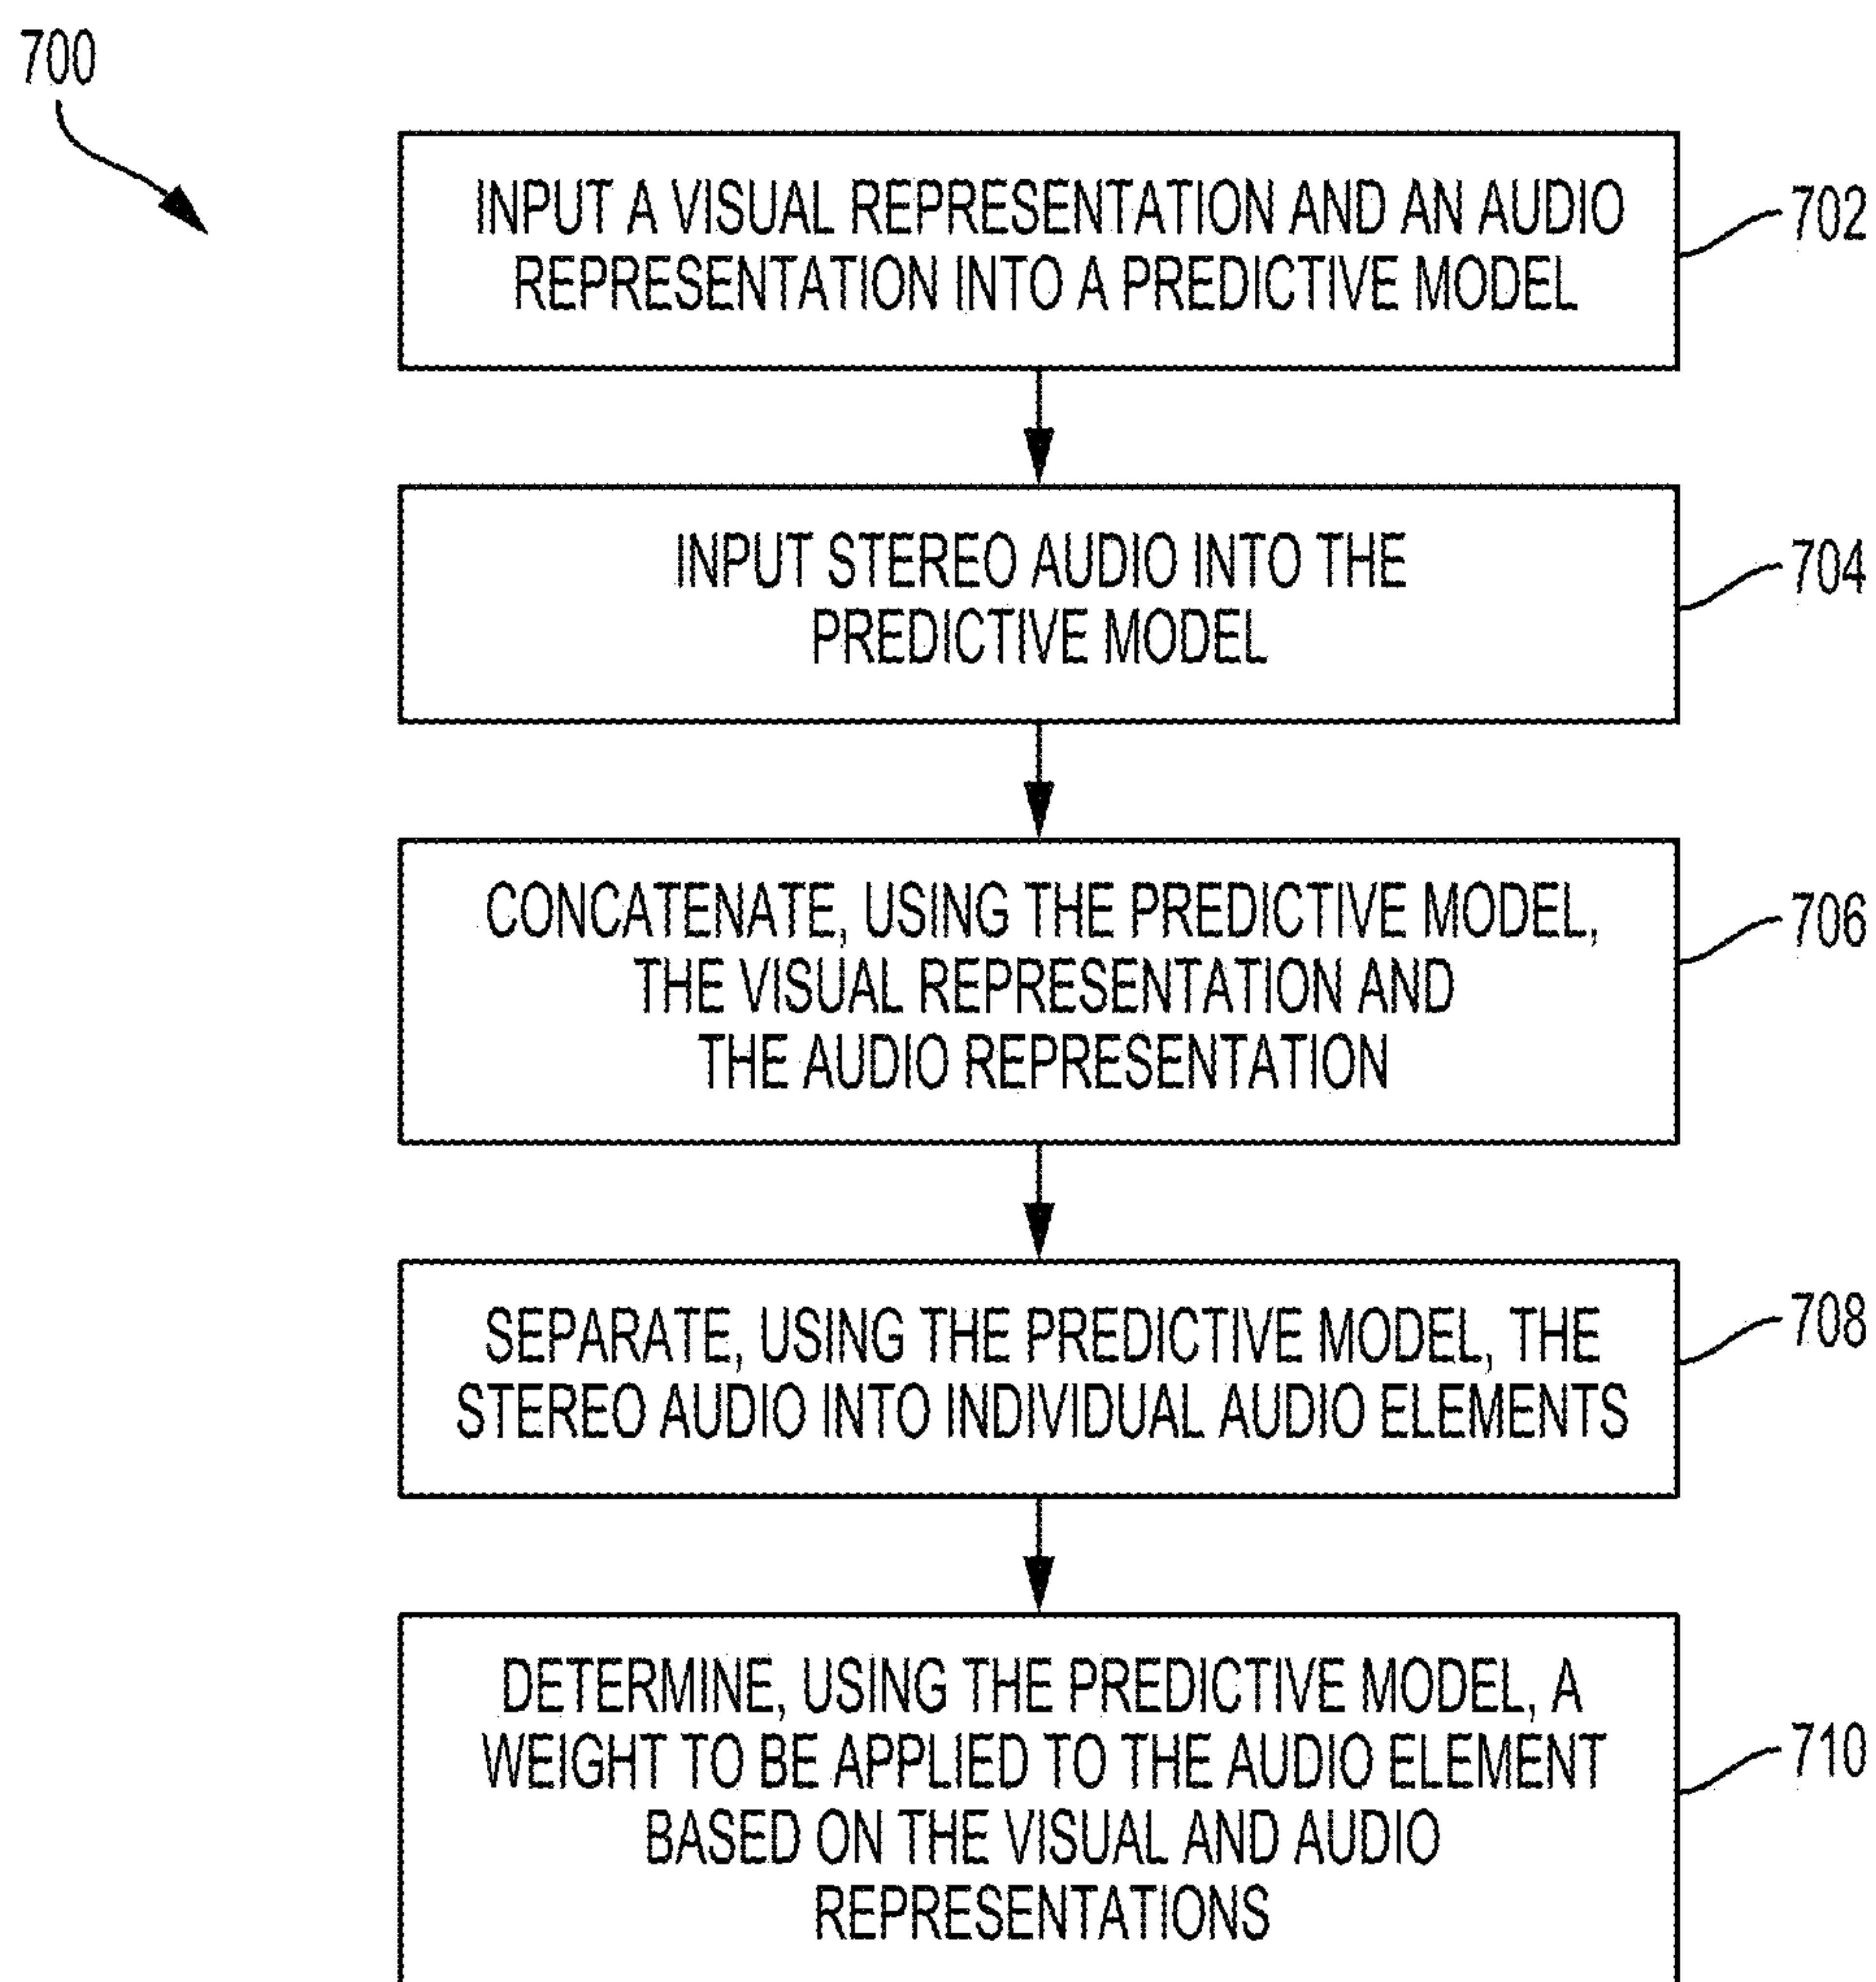 700
INPUT A VISUAL REPRESENTATION AND AN AUDIO
REPRESENTATION INTO A PREDICTIVE MODEL
702
INPUT STEREO AUDIO INTO THE
PREDICTIVE MODEL
704
CONCATENATE, USING THE PREDICTIVE MODEL,
THE VISUAL REPRESENTATION AND
THE AUDIO REPRESENTATION
706
SEPARATE, USING THE PREDICTIVE MODEL, THE
STEREO AUDIO INTO INDIVIDUAL AUDIO ELEMENTS
708
DETERMINE, USING THE PREDICTIVE MODEL, A
WEIGHT TO BE APPLIED TO THE AUDIO ELEMENT
BASED ON THE VISUAL AND AUDIO
REPRESENTATIONS
710